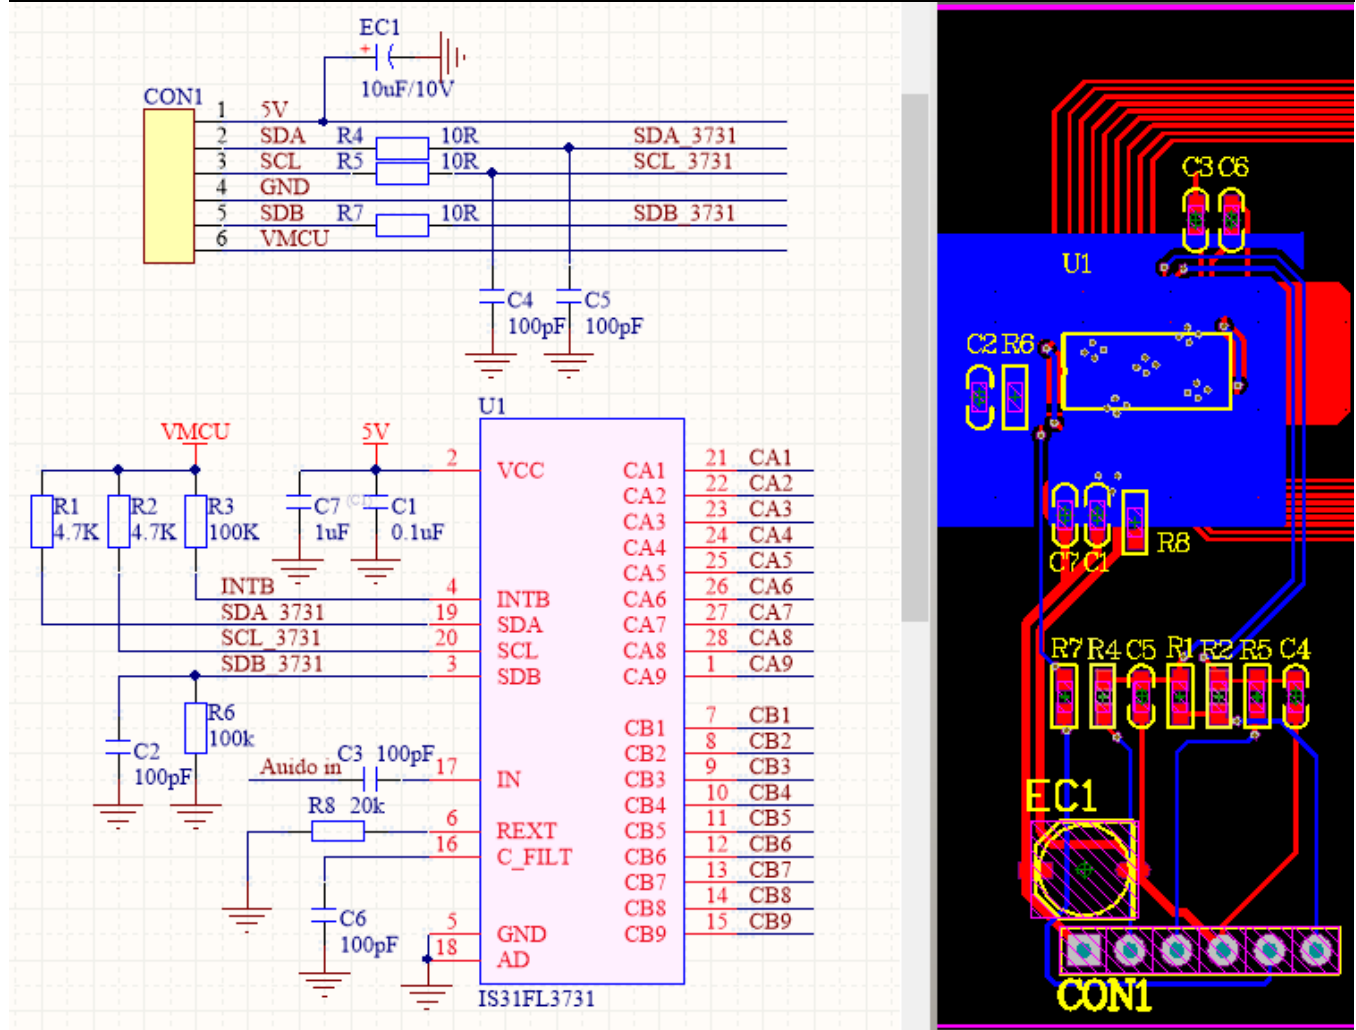 EC1
+
10uF/10V
CON1
1 5V
2 SDA R4 10R SDA_3731
3 SCL R5 10R SCL_3731
4 GND
5 SDB R7 10R SDB_3731
6 VMCU
C4 C5
100pF 100pF
U1
VMCU 5V
2 VCC CA1 21 CA1
CA2 22 CA2
R1 R2 R3 C7 (C1) C1 CA3 23 CA3
4.7K 4.7K 100K 1uF 0.1uF CA4 24 CA4
CA5 25 CA5
INTB 4 INTB CA6 26 CA6
SDA_3731 19 SDA CA7 27 CA7
SCL_3731 20 SCL CA8 28 CA8
SDB_3731 3 SDB CA9 1 CA9
R6
100k
C2
100pF
CB1 7 CB1
CB2 8 CB2
Auido in C3 100pF 17 IN CB3 9 CB3
CB4 10 CB4
R8 20k 6 REXT CB5 11 CB5
16 C_FILT CB6 12 CB6
CB7 13 CB7
CB8 14 CB8
C6
100pF
5 GND CB9 15 CB9
18 AD
IS31FL3731
C3 C6
U1
C2 R6
C7 C1 R8
R7 R4 C5 R1 R2 R5 C4
EC1
CON1